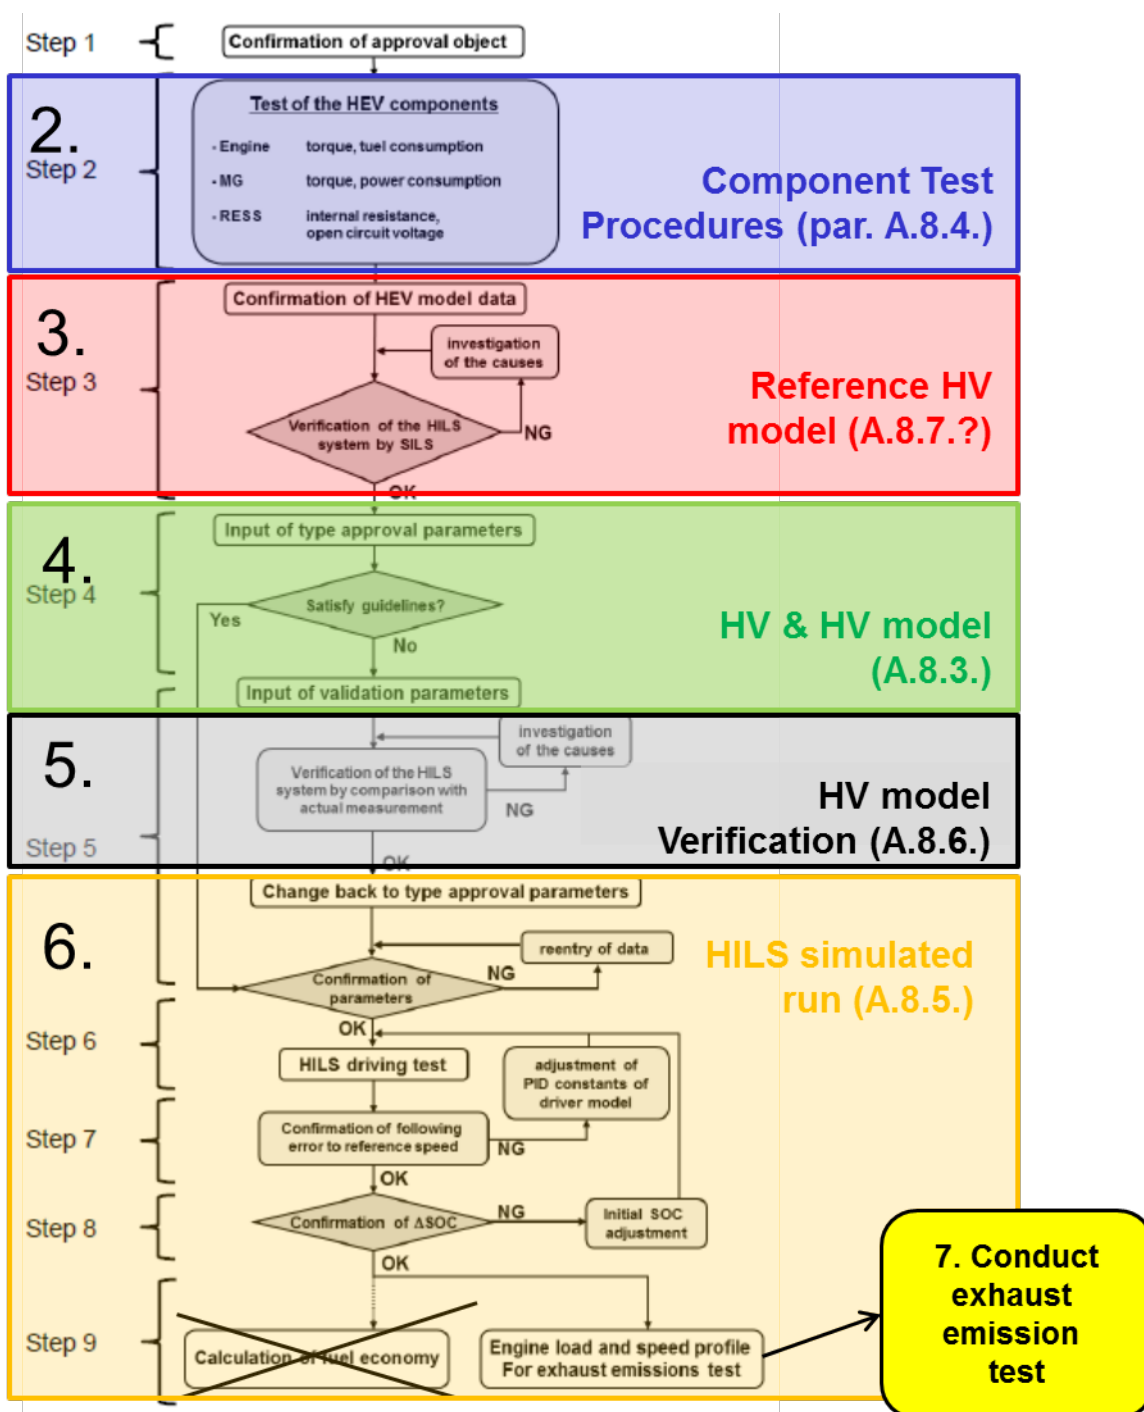 Step 1
Confirmation of approval object
2.
Step 2
Test of the HEV components
- Engine torque, tuel consumption
- MG torque, power consumption
- RESS internal resistance,
open circuit voltage
Component Test
Procedures (par. A.8.4.)
3.
Step 3
Confirmation of HEV model data
investigation
of the causes
Verification of the HILS
system by SILS
NG
OK
Reference HV
model (A.8.7.?)
4.
Step 4
Input of type approval parameters
Satisfy guidelines?
Yes
No
Input of validation parameters
HV & HV model
(A.8.3.)
5.
Step 5
investigation
of the causes
Verification of the HILS
system by comparison with
actual measurement
NG
OK
HV model
Verification (A.8.6.)
Change back to type approval parameters
6.
reentry of data
Confirmation of
parameters
NG
OK
HILS simulated
run (A.8.5.)
Step 6
HILS driving test
adjustment of
PID constants of
driver model
Step 7
Confirmation of following
error to reference speed
NG
OK
Step 8
Confirmation of ΔSOC
NG
Initial SOC
adjustment
OK
Step 9
Calculation of fuel economy
Engine load and speed profile
For exhaust emissions test
7. Conduct
exhaust
emission
test